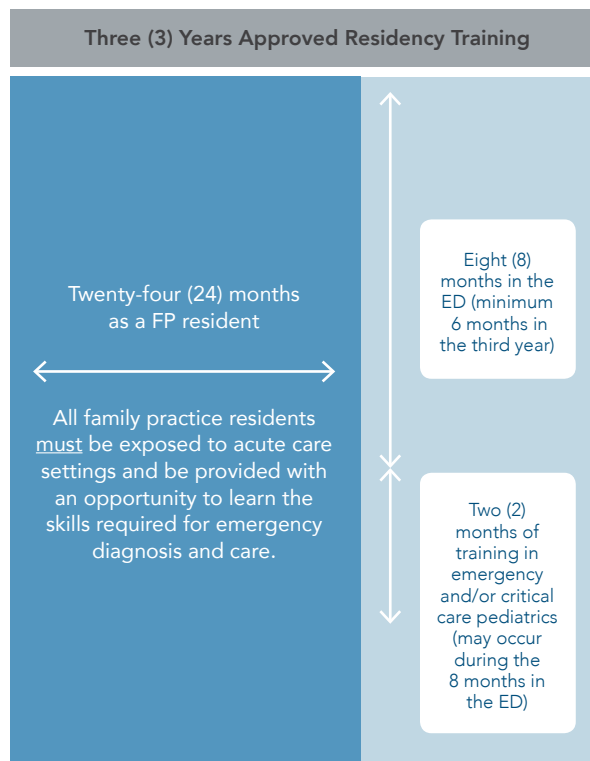 Three (3) Years Approved Residency Training
Twenty-four (24) months
as a FP resident
All family practice residents
must be exposed to acute care
settings and be provided with
an opportunity to learn the
skills required for emergency
diagnosis and care.
Eight (8)
months in the
ED (minimum
6 months in
the third year)
Two (2)
months of
training in
emergency
and/or critical
care pediatrics
(may occur
during the
8 months in
the ED)